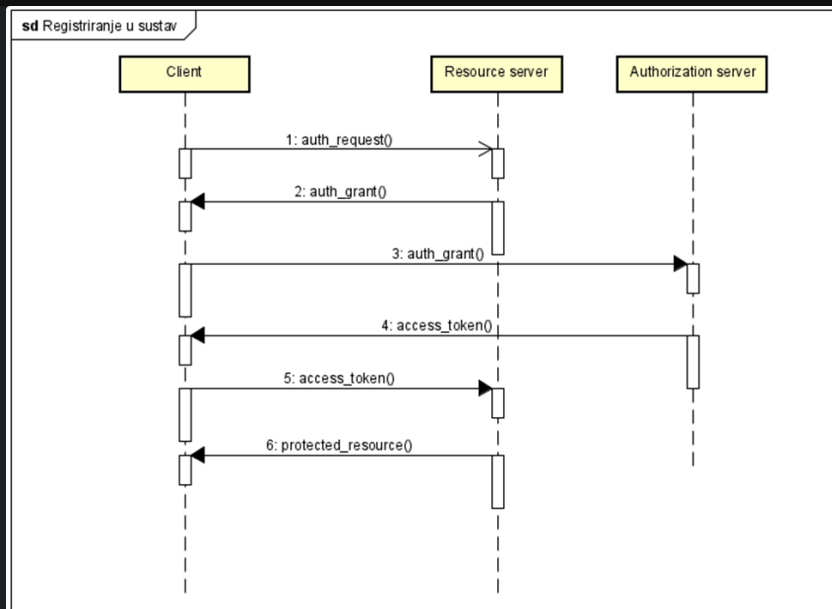 sd Registriranje u sustav
Client
Resource server
Authorization server
1: auth_request()
2: auth_grant()
3: auth_grant()
4: access_token()
5: access_token()
6: protected_resource()